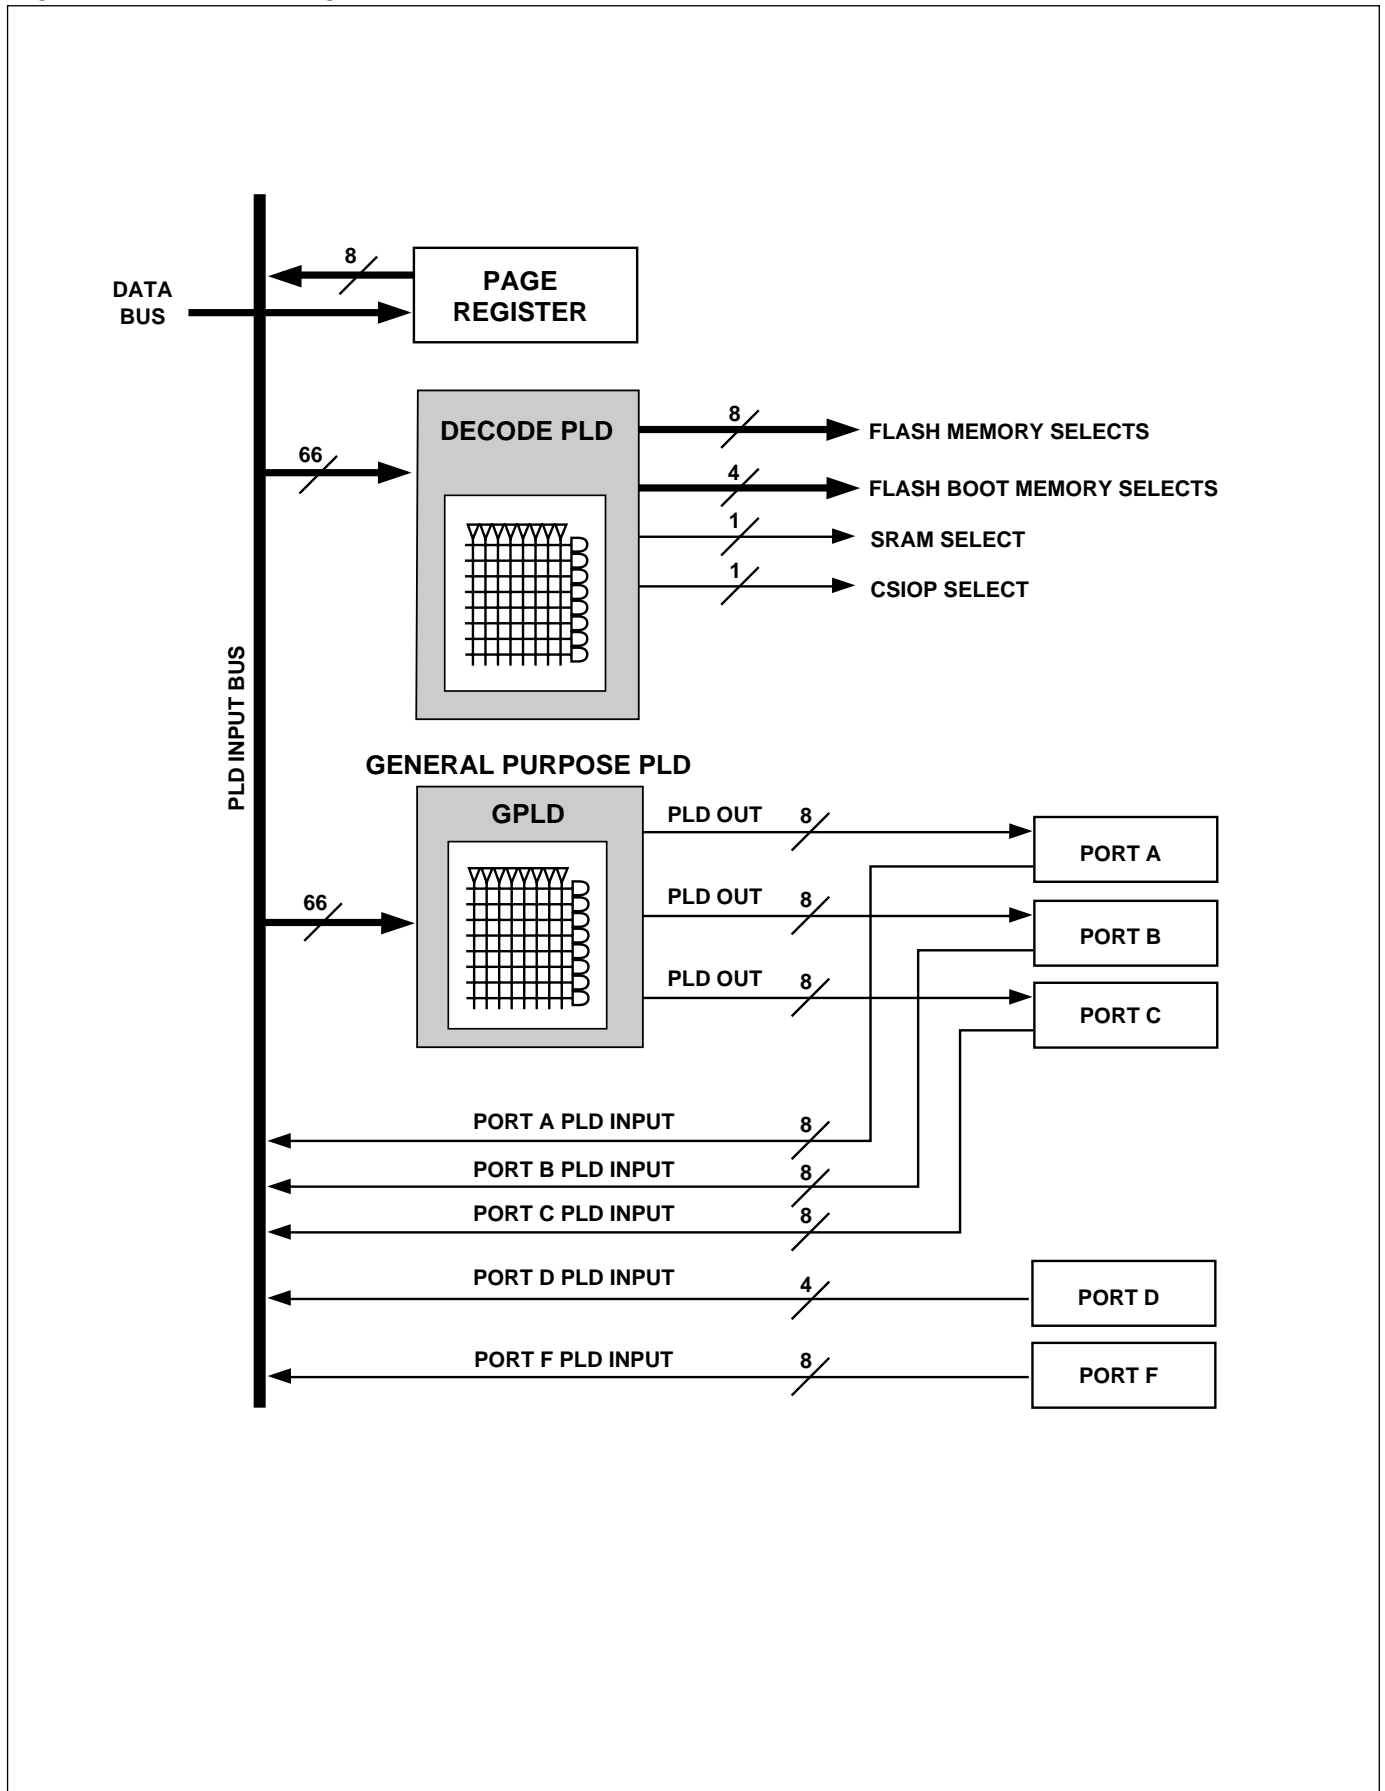 8
PAGE
REGISTER
DATA
BUS
DECODE PLD
8
FLASH MEMORY SELECTS
66
4
FLASH BOOT MEMORY SELECTS
1
SRAM SELECT
1
CSIOP SELECT
PLD INPUT BUS
GENERAL PURPOSE PLD
GPLD
PLD OUT 8
PORT A
66
PLD OUT 8
PORT B
PLD OUT 8
PORT C
PORT A PLD INPUT 8
PORT B PLD INPUT 8
PORT C PLD INPUT 8
PORT D PLD INPUT 4
PORT D
PORT F PLD INPUT 8
PORT F